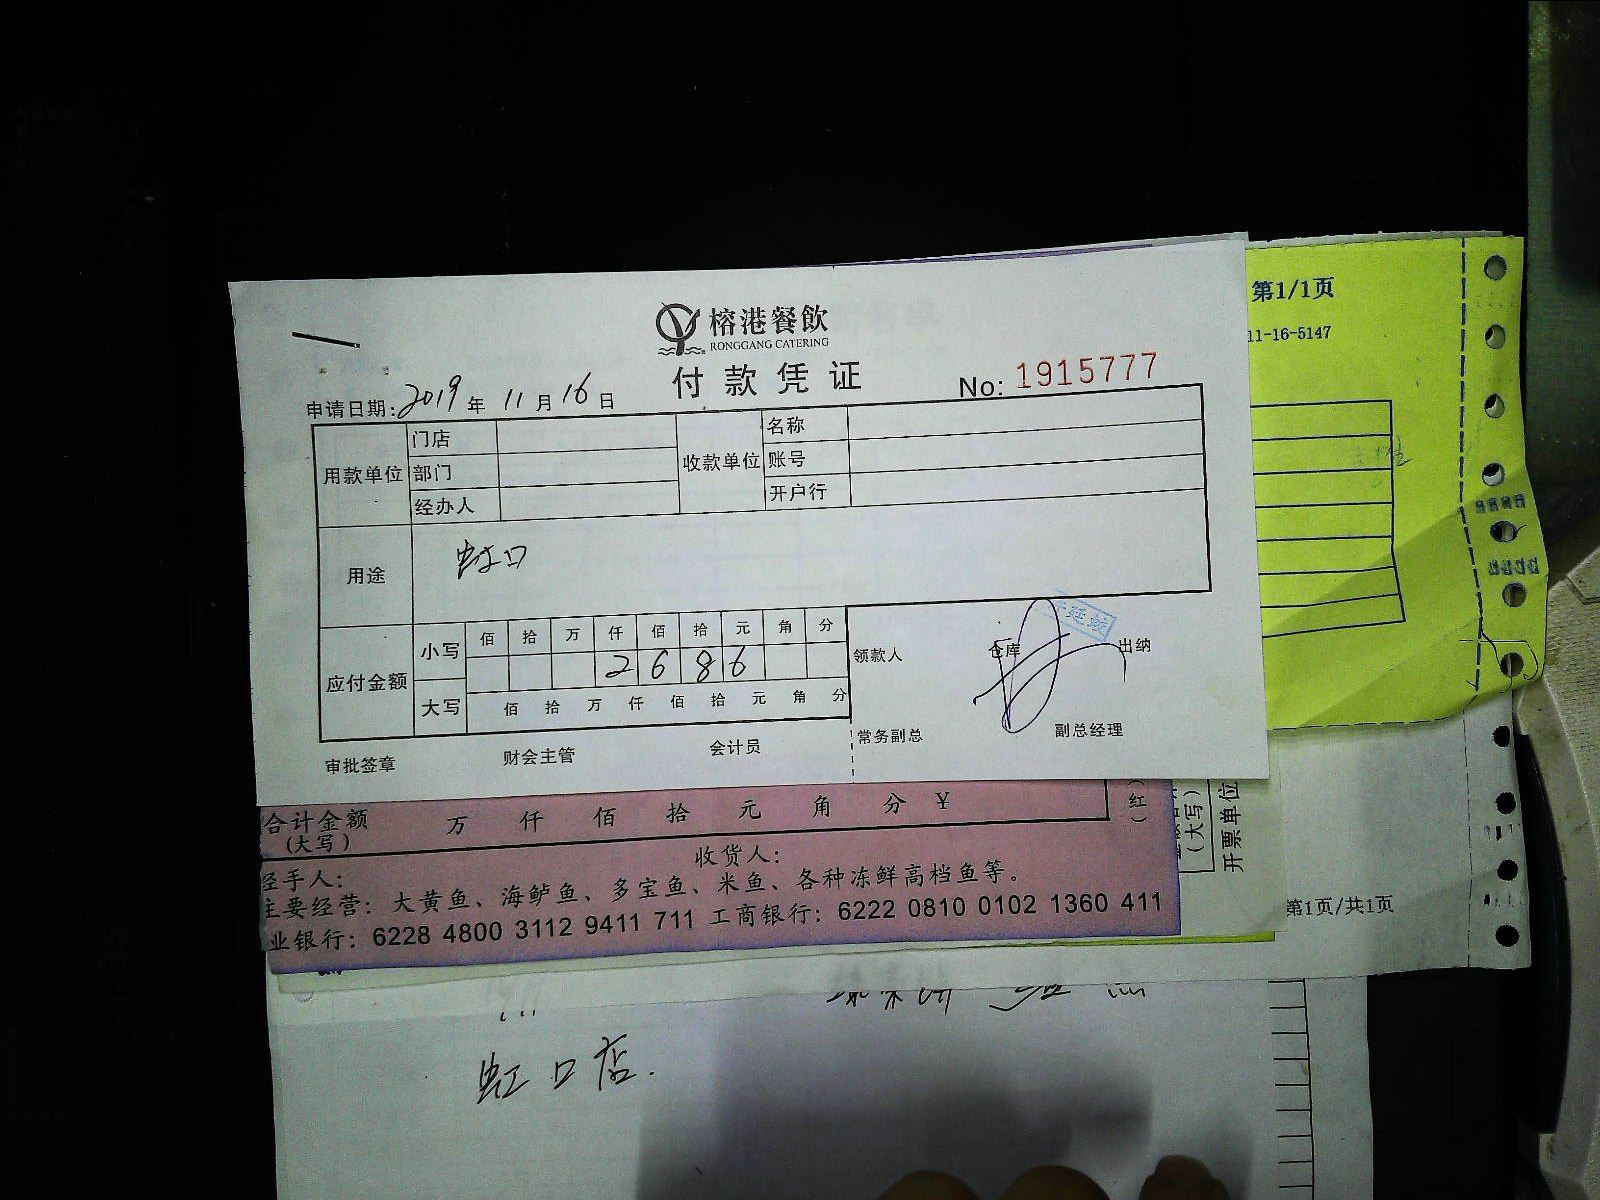 榕港餐飲
RONGGANG CATERING
付款凭证
No: 1915777
申请日期: 2019 年 11 月 16 日
用款单位 门店 收款单位 名称
部门 账号
经办人 开户行
用途 虹口
应付金额 小写 佰 拾 万 仟 佰 拾 元 角 分
2 6 8 6
大写 佰 拾 万 仟 佰 拾 元 角 分
领款人 仓库 出纳
常务副总 副总经理
审批签章 财会主管 会计员
第1/1页
11-16-5147
合计金额 万 仟 佰 拾 元 角 分 ¥
(大写)
收货人:
经手人:
主要经营: 大黄鱼、海鲈鱼、多宝鱼、米鱼、各种冻鲜高档鱼等。
业银行: 6228 4800 3112 9411 711 工商银行: 6222 0810 0102 1360 411
(红)
(大写)
开票单位
第1页/共1页
虹口店.